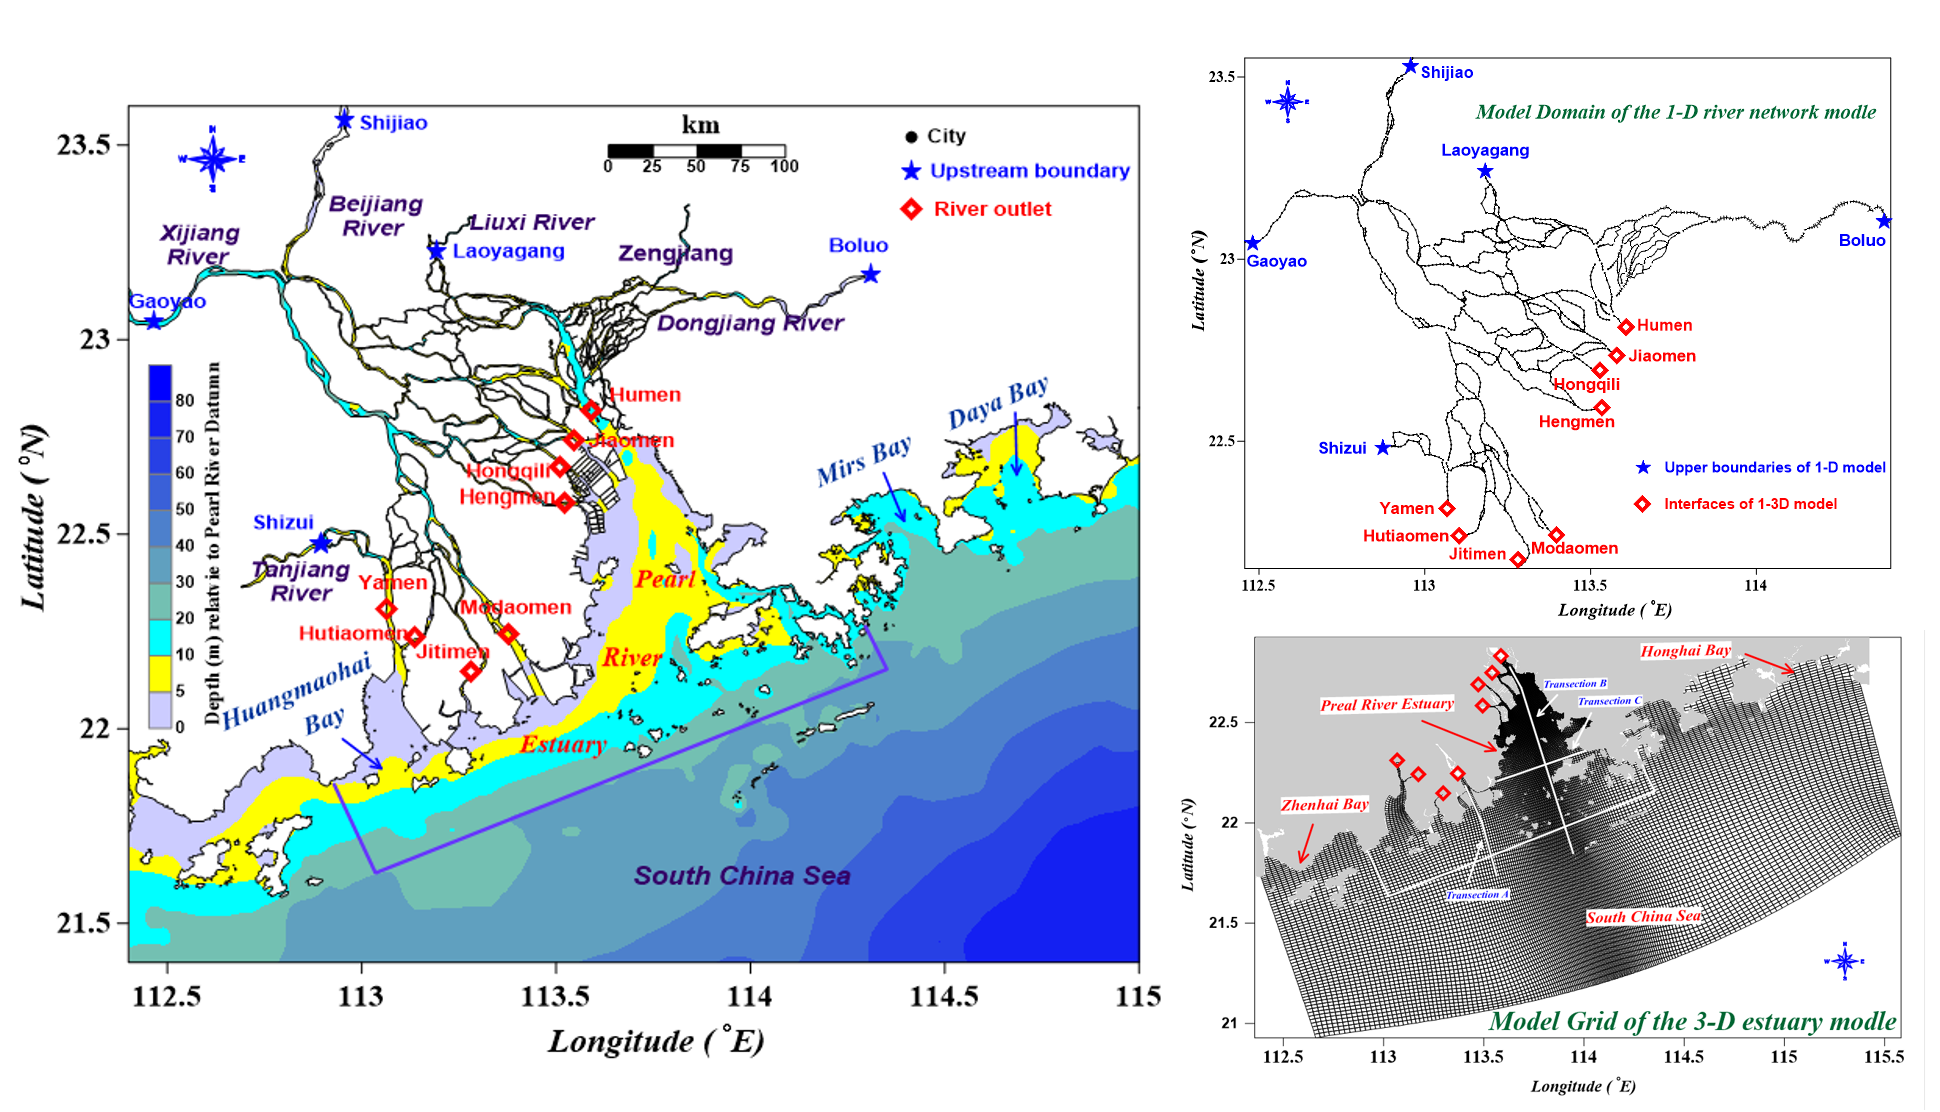 N
W E
S
Shijiao
km
0 25 50 75 100
City
Upstream boundary
River outlet
Beijiang
River
Liuxi River
Xijiang
River
Laoyagang
Zengjiang
Boluo
Gaoyao
Dongjiang River
Humen
Jiaomen
Hongqili
Hengmen
Daya Bay
Mirs Bay
Shizui
Tanjiang
River
Yamen
Modaomen
Hutiaomen
Jitimen
Huangmaohai
Bay
Pearl
River
Estuary
South China Sea
80
70
60
50
40
30
20
10
5
0
Depth (m) relatvie to Pearl River Datumn
23.5
23
22.5
22
21.5
Latitude (°N)
112.5 113 113.5 114 114.5 115
Longitude (°E)
Shijiao
N
W E
S
Model Domain of the 1-D river network modle
Laoyagang
Boluo
Gaoyao
Humen
Jiaomen
Hongqili
Hengmen
Shizui
Upper boundaries of 1-D model
Yamen
Interfaces of 1-3D model
Hutiaomen
Jitimen
Modaomen
23.5
23
22.5
Latitude (°N)
112.5 113 113.5 114
Longitude (°E)
Honghai Bay
Transection B
Preal River Estuary
Transection C
Zhenhai Bay
Transection A
South China Sea
N
W E
S
Model Grid of the 3-D estuary modle
22.5
22
21.5
21
Latitude (°N)
112.5 113 113.5 114 114.5 115 115.5
Longitude (°E)